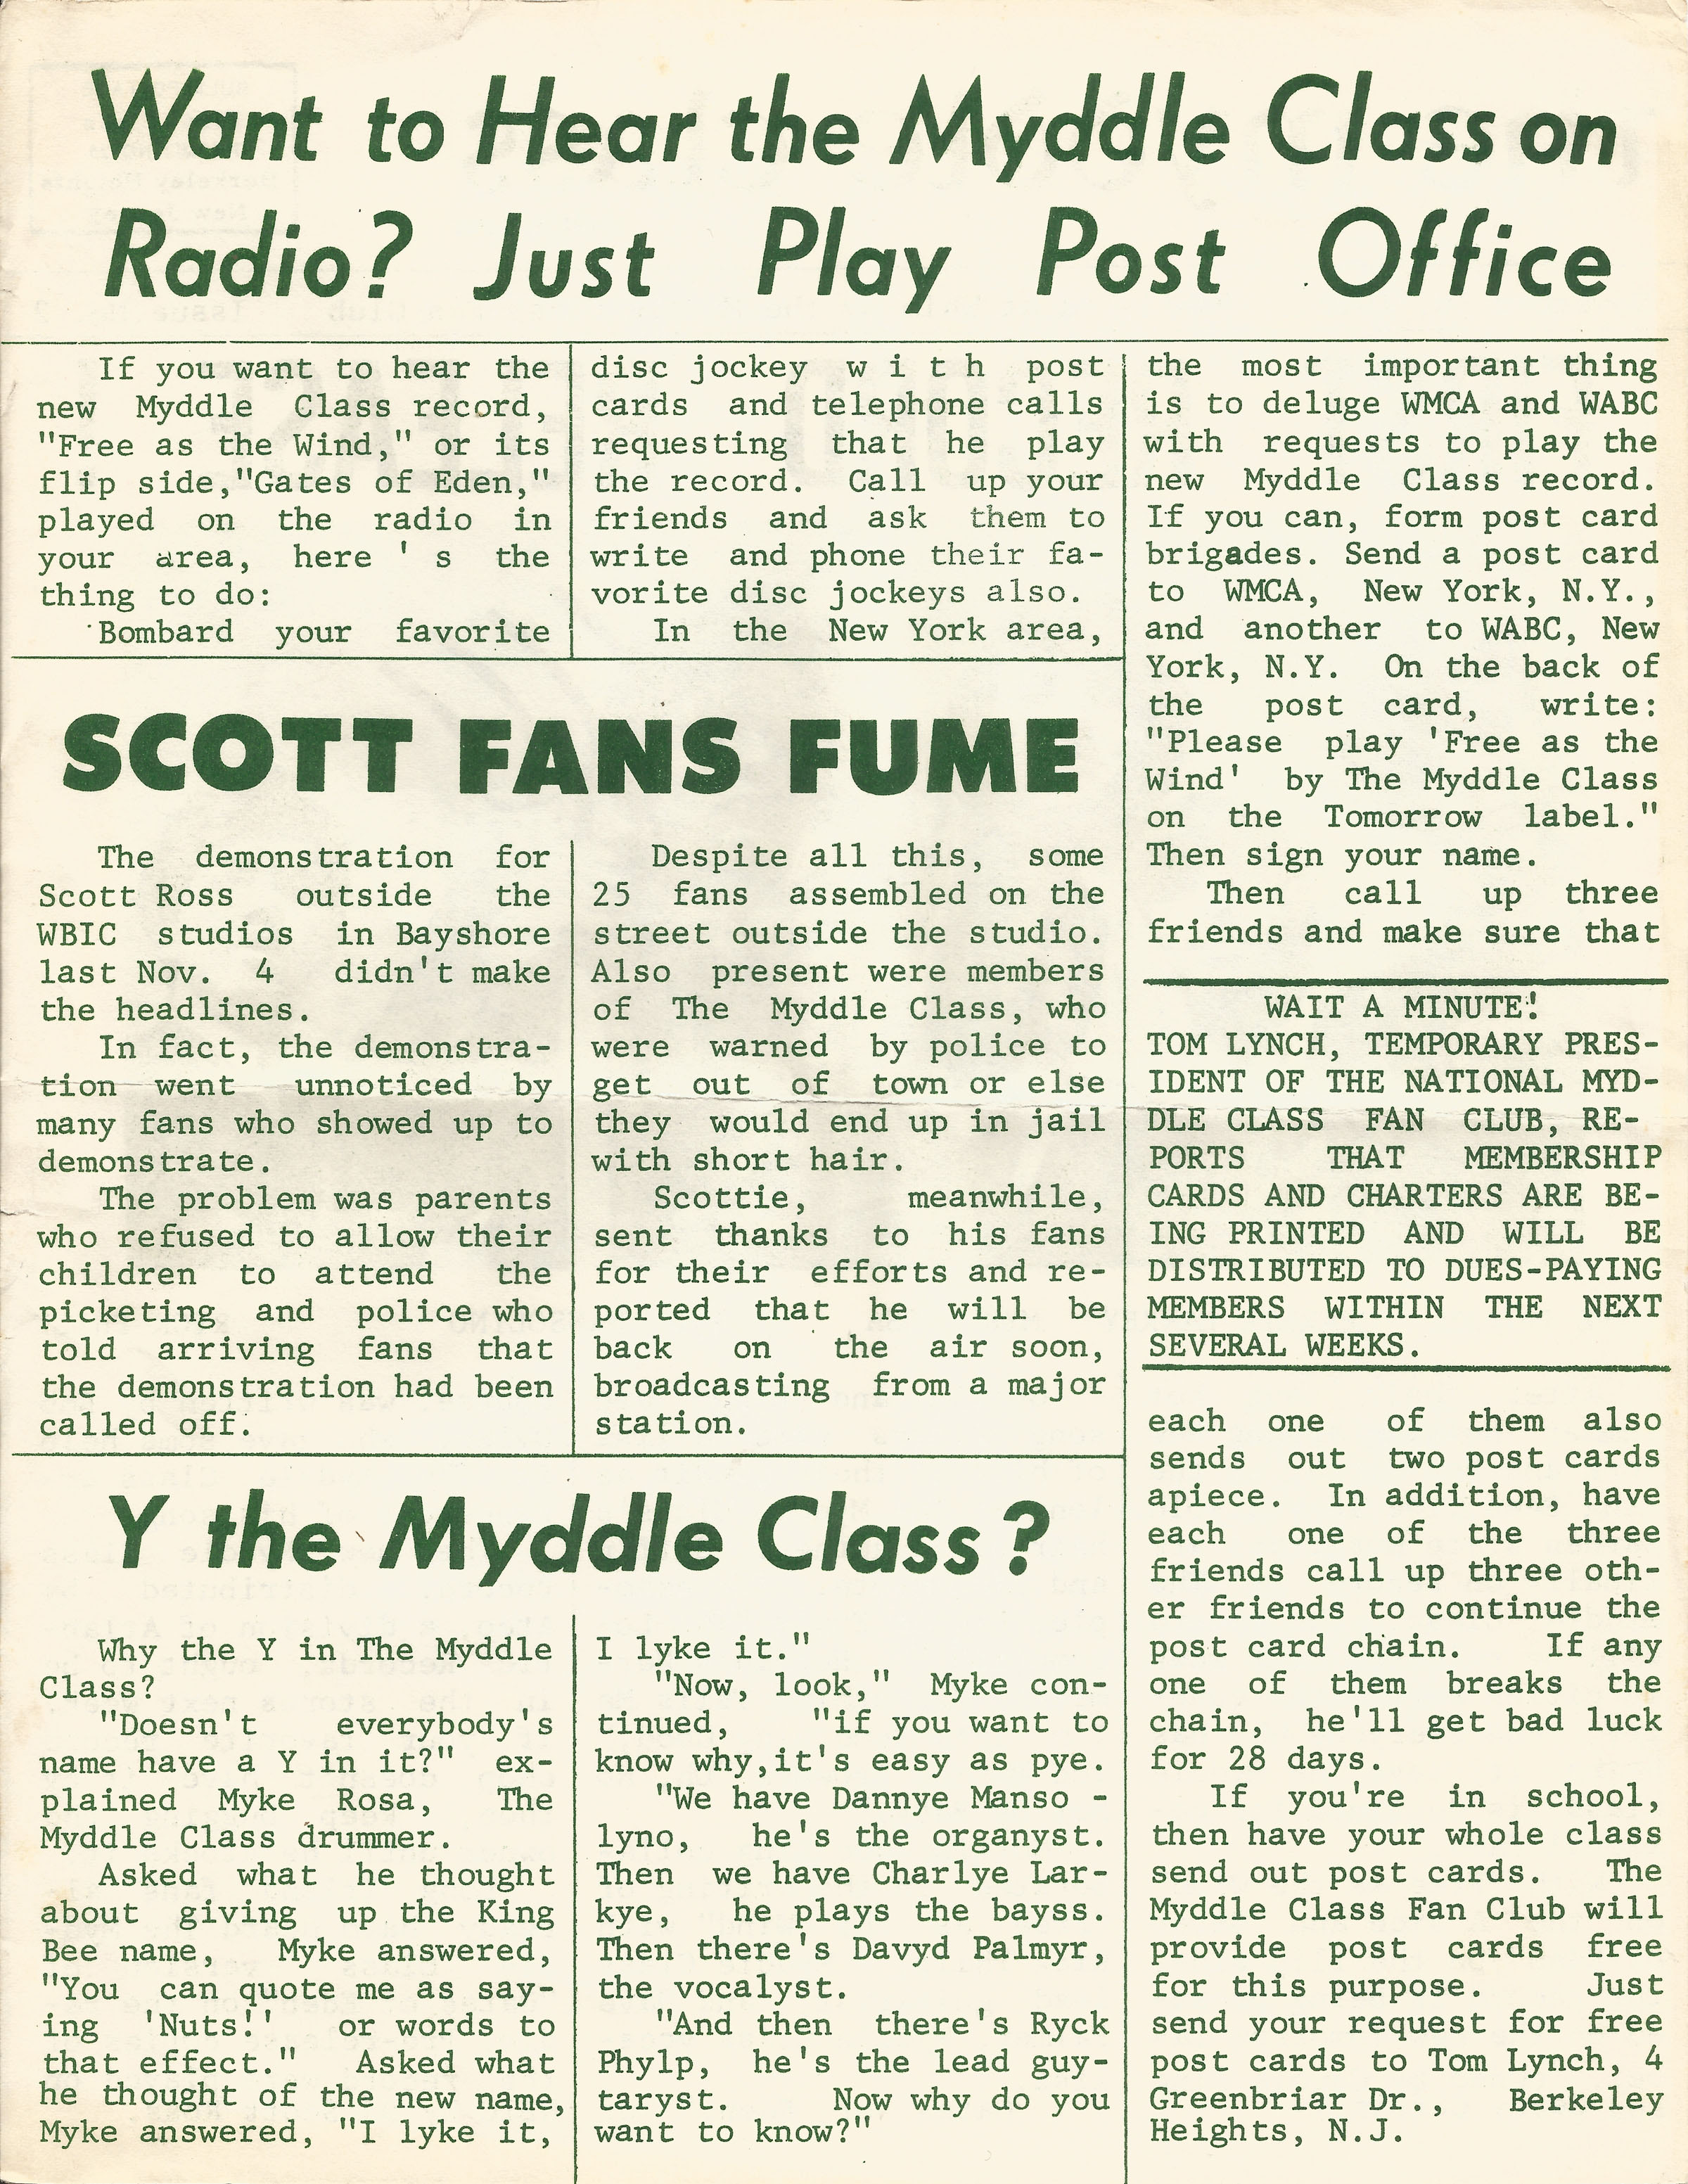 Want to Hear the Myddle Class on
Radio? Just Play Post Office
If you want to hear the
new Myddle Class record,
"Free as the Wind," or its
flip side,"Gates of Eden,"
played on the radio in
your area, here ' s the
thing to do:
Bombard your favorite
disc jockey w i t h post
cards and telephone calls
requesting that he play
the record. Call up your
friends and ask them to
write and phone their fa-
vorite disc jockeys also.
In the New York area,
the most important thing
is to deluge WMCA and WABC
with requests to play the
new Myddle Class record.
If you can, form post card
brigades. Send a post card
to WMCA, New York, N.Y.,
and another to WABC, New
York, N.Y. On the back of
the post card, write:
"Please play 'Free as the
Wind' by The Myddle Class
on the Tomorrow label."
Then sign your name.
Then call up three
friends and make sure that
each one of them also
sends out two post cards
apiece. In addition, have
each one of the three
friends call up three oth-
er friends to continue the
post card chain. If any
one of them breaks the
chain, he'll get bad luck
for 28 days.
If you're in school,
then have your whole class
send out post cards. The
Myddle Class Fan Club will
provide post cards free
for this purpose. Just
send your request for free
post cards to Tom Lynch, 4
Greenbriar Dr., Berkeley
Heights, N.J.
WAIT A MINUTE!
TOM LYNCH, TEMPORARY PRES-
IDENT OF THE NATIONAL MYD-
DLE CLASS FAN CLUB, RE-
PORTS THAT MEMBERSHIP
CARDS AND CHARTERS ARE BE-
ING PRINTED AND WILL BE
DISTRIBUTED TO DUES-PAYING
MEMBERS WITHIN THE NEXT
SEVERAL WEEKS.
SCOTT FANS FUME
The demonstration for
Scott Ross outside the
WBIC studios in Bayshore
last Nov. 4 didn't make
the headlines.
In fact, the demonstra-
tion went unnoticed by
many fans who showed up to
demonstrate.
The problem was parents
who refused to allow their
children to attend the
picketing and police who
told arriving fans that
the demonstration had been
called off.
Despite all this, some
25 fans assembled on the
street outside the studio.
Also present were members
of The Myddle Class, who
were warned by police to
get out of town or else
they would end up in jail
with short hair.
Scottie, meanwhile,
sent thanks to his fans
for their efforts and re-
ported that he will be
back on the air soon,
broadcasting from a major
station.
Y the Myddle Class?
Why the Y in The Myddle
Class?
"Doesn't everybody's
name have a Y in it?" ex-
plained Myke Rosa, The
Myddle Class drummer.
Asked what he thought
about giving up the King
Bee name, Myke answered,
"You can quote me as say-
ing 'Nuts!' or words to
that effect." Asked what
he thought of the new name,
Myke answered, "I lyke it,
I lyke it."
"Now, look," Myke con-
tinued, "if you want to
know why,it's easy as pye.
"We have Dannye Manso -
lyno, he's the organyst.
Then we have Charlye Lar-
kye, he plays the bayss.
Then there's Davyd Palmyr,
the vocalyst.
"And then there's Ryck
Phylp, he's the lead guy-
taryst. Now why do you
want to know?"